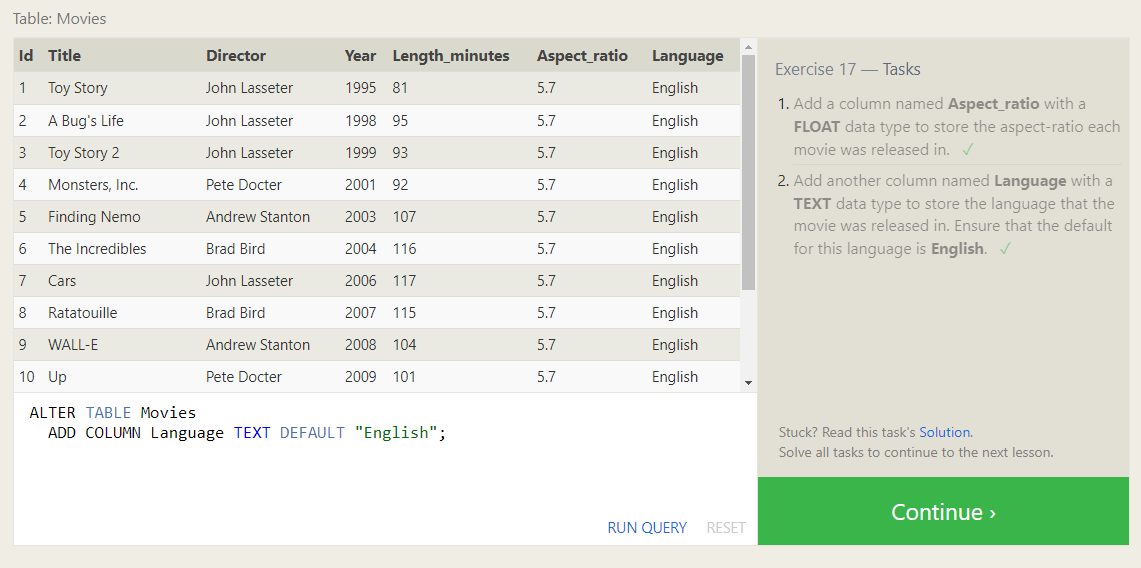 Table: Movies
Id Title Director Year Length_minutes Aspect_ratio Language
1 Toy Story John Lasseter 1995 81 5.7 English
2 A Bug's Life John Lasseter 1998 95 5.7 English
3 Toy Story 2 John Lasseter 1999 93 5.7 English
4 Monsters, Inc. Pete Docter 2001 92 5.7 English
5 Finding Nemo Andrew Stanton 2003 107 5.7 English
6 The Incredibles Brad Bird 2004 116 5.7 English
7 Cars John Lasseter 2006 117 5.7 English
8 Ratatouille Brad Bird 2007 115 5.7 English
9 WALL-E Andrew Stanton 2008 104 5.7 English
10 Up Pete Docter 2009 101 5.7 English
ALTER TABLE Movies
ADD COLUMN Language TEXT DEFAULT "English";
RUN QUERY RESET
Exercise 17 — Tasks
1. Add a column named Aspect_ratio with a
FLOAT data type to store the aspect-ratio each
movie was released in. ✓
2. Add another column named Language with a
TEXT data type to store the language that the
movie was released in. Ensure that the default
for this language is English. ✓
Stuck? Read this task's Solution.
Solve all tasks to continue to the next lesson.
Continue ›